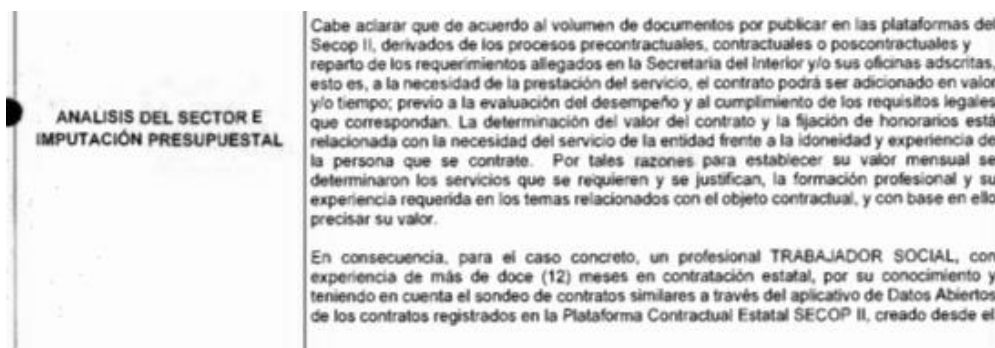 ANALISIS DEL SECTOR E
IMPUTACIÓN PRESUPUESTAL
Cabe aclarar que de acuerdo al volumen de documentos por publicar en las plataformas del
Secop II, derivados de los procesos precontractuales, contractuales o poscontractuales y
reparto de los requerimientos allegados en la Secretaria del Interior y/o sus oficinas adscritas,
esto es, a la necesidad de la prestación del servicio, el contrato podrá ser adicionado en valor
y/o tiempo; previo a la evaluación del desempeño y al cumplimiento de los requisitos legales
que correspondan. La determinación del valor del contrato y la fijación de honorarios está
relacionada con la necesidad del servicio de la entidad frente a la idoneidad y experiencia de
la persona que se contrate. Por tales razones para establecer su valor mensual se
determinaron los servicios que se requieren y se justifican, la formación profesional y su
experiencia requerida en los temas relacionados con el objeto contractual, y con base en ello
precisar su valor.
En consecuencia, para el caso concreto, un profesional TRABAJADOR SOCIAL, con
experiencia de más de doce (12) meses en contratación estatal, por su conocimiento y
teniendo en cuenta el sondeo de contratos similares a través del aplicativo de Datos Abiertos
de los contratos registrados en la Plataforma Contractual Estatal SECOP II, creado desde el